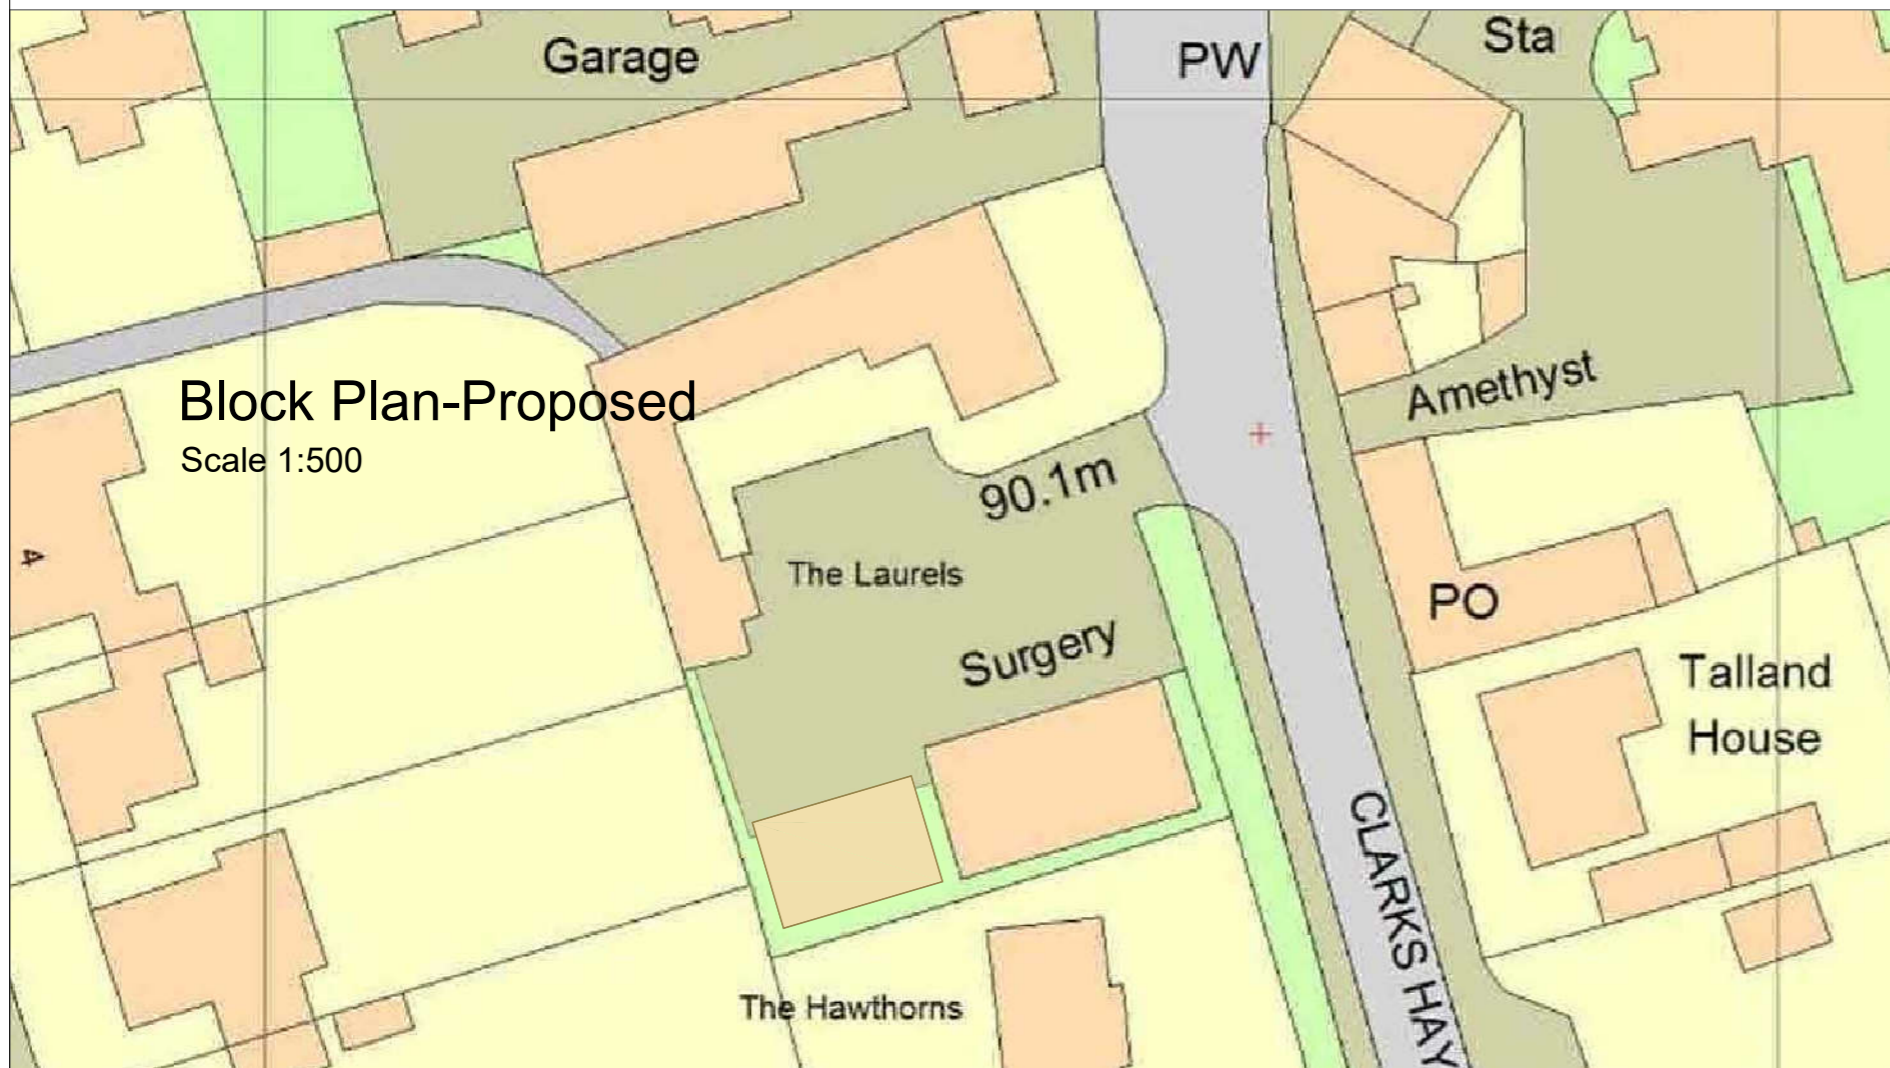 Garage
PW
Sta
Block Plan-Proposed
Scale 1:500
Amethyst
90.1m
4
The Laurels
PO
Surgery
Talland
House
CLARKS HAY
The Hawthorns